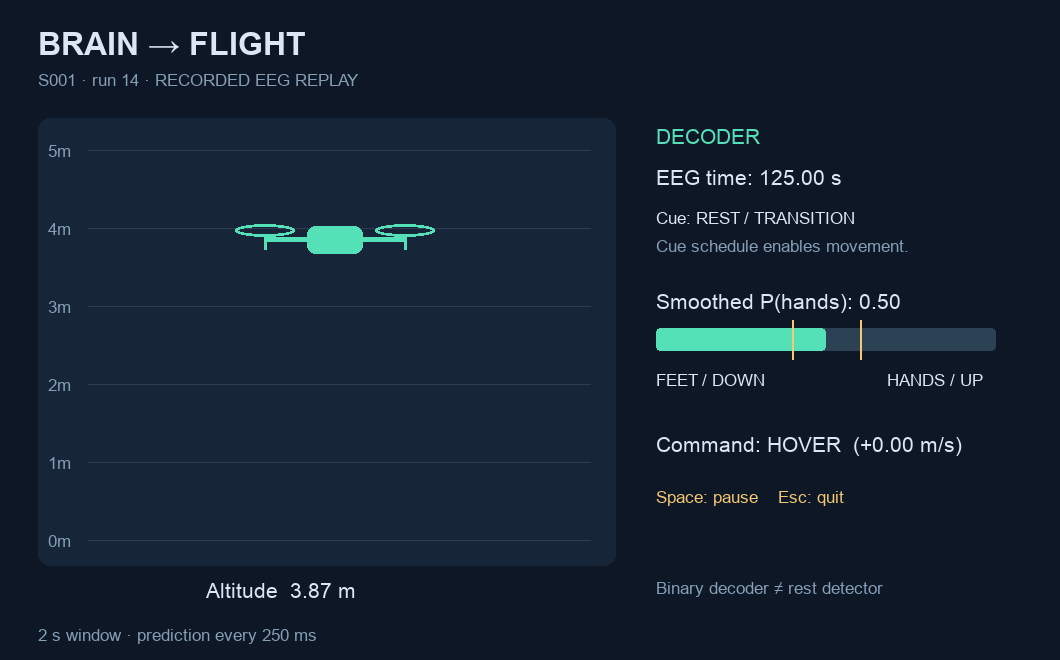 BRAIN → FLIGHT
S001 · run 14 · RECORDED EEG REPLAY
5m
4m
3m
2m
1m
0m
Altitude  3.87 m
2 s window · prediction every 250 ms
DECODER
EEG time: 125.00 s
Cue: REST / TRANSITION
Cue schedule enables movement.
Smoothed P(hands): 0.50
FEET / DOWN
HANDS / UP
Command: HOVER  (+0.00 m/s)
Space: pause    Esc: quit
Binary decoder ≠ rest detector